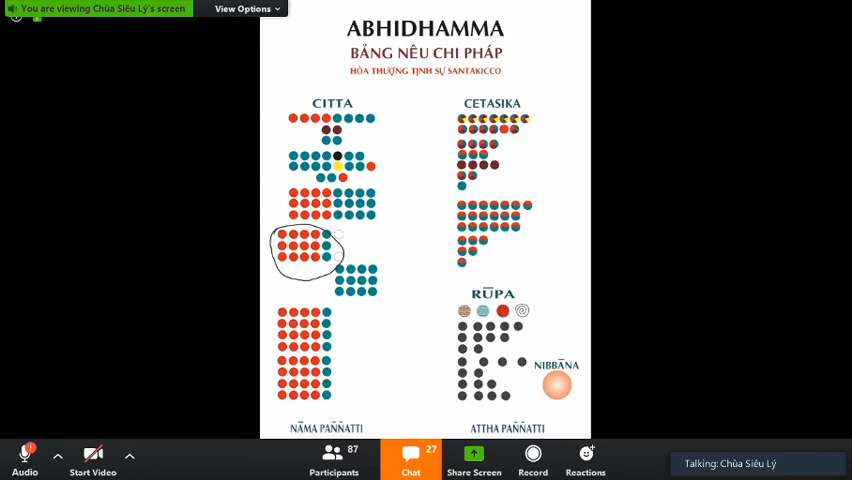 You are viewing Chùa Siêu Lý's screen
View Options
ABHIDHAMMA
BẢNG NÊU CHI PHÁP
HÒA THƯỢNG TỊNH SỰ SANTAKICCO
CITTA
CETASIKA
RŪPA
NIBBĀNA
NĀMA PAÑÑATTI
ATTHA PAÑÑATTI
Audio
Start Video
Participants
87
Chat
27
Share Screen
Record
Reactions
Talking: Chùa Siêu Lý